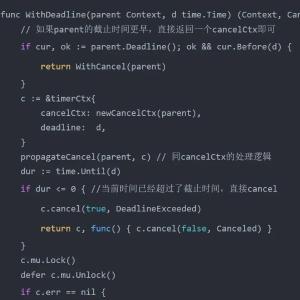 func WithDeadline(parent Context, d time.Time) (Context, Can
// 如果parent的截止时间更早，直接返回一个cancelCtx即可
if cur, ok := parent.Deadline(); ok && cur.Before(d) {
return WithCancel(parent)
}
c := &timerCtx{
cancelCtx: newCancelCtx(parent),
deadline:  d,
}
propagateCancel(parent, c) // 同cancelCtx的处理逻辑
dur := time.Until(d)
if dur <= 0 { //当前时间已经超过了截止时间，直接cancel
c.cancel(true, DeadlineExceeded)
return c, func() { c.cancel(false, Canceled) }
}
c.mu.Lock()
defer c.mu.Unlock()
if c.err == nil {